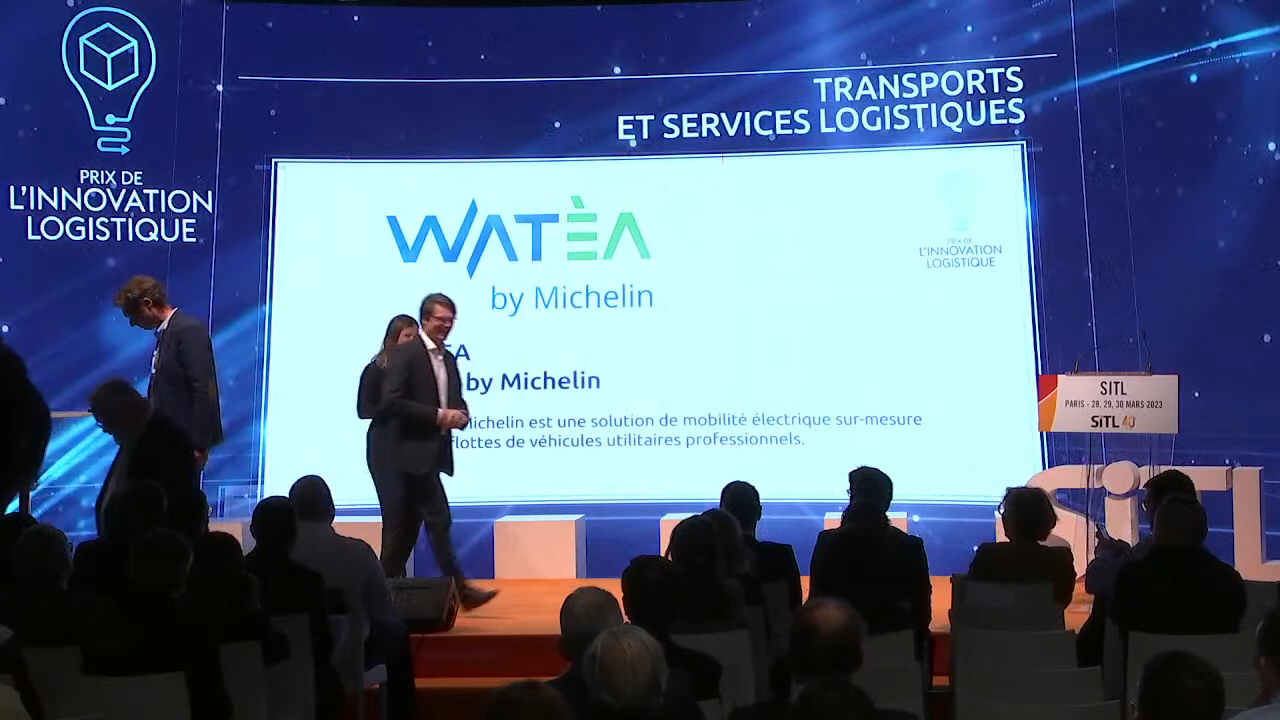 PRIX DE
L'INNOVATION
LOGISTIQUE
TRANSPORTS
ET SERVICES LOGISTIQUES
WATÈA
by Michelin
PRIX DE
L'INNOVATION
LOGISTIQUE
by Michelin
Michelin est une solution de mobilité électrique sur-mesure
flottes de véhicules utilitaires professionnels.
SITL
PARIS - 28, 29, 30 MARS 2023
SiTL 40
SiTL